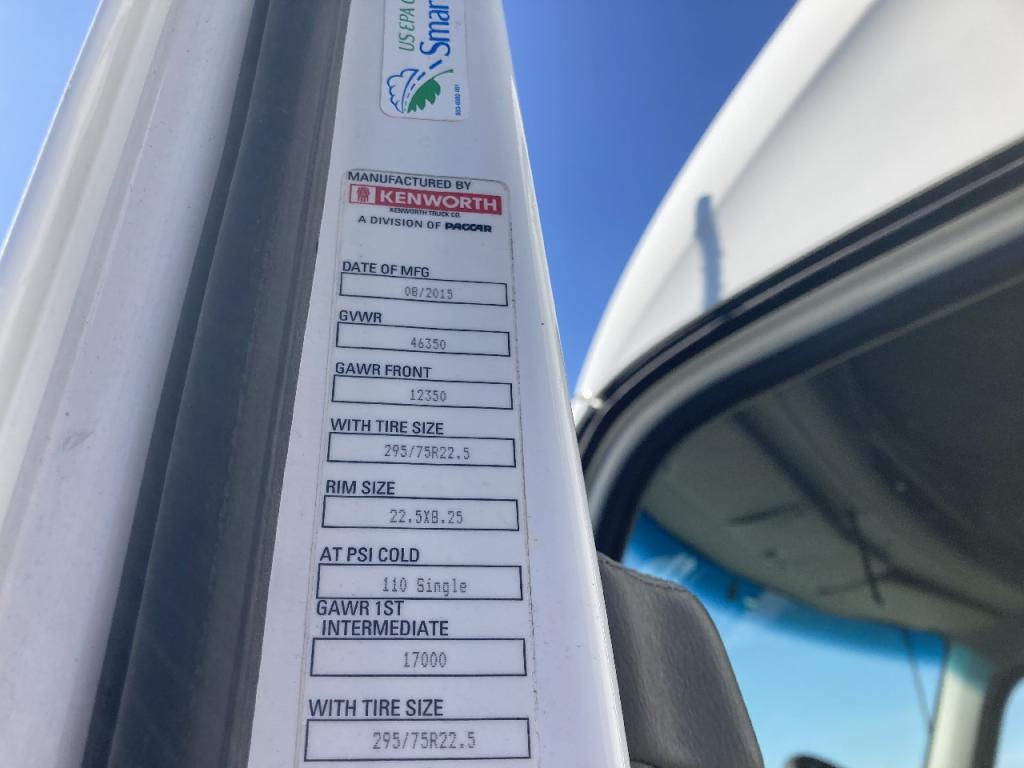 US EPA
Smar
MANUFACTURED BY
KENWORTH
KENWORTH TRUCK CO.
A DIVISION OF PACCAR
DATE OF MFG
08/2015
GVWR
46350
GAWR FRONT
12350
WITH TIRE SIZE
295/75R22.5
RIM SIZE
22.5X8.25
AT PSI COLD
110 Single
GAWR 1ST
INTERMEDIATE
17000
WITH TIRE SIZE
295/75R22.5